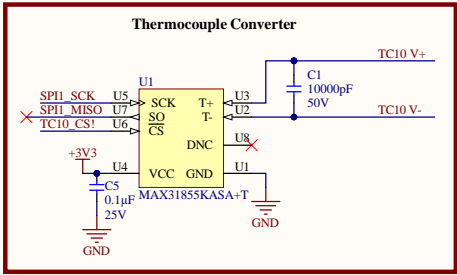 Thermocouple Converter
U1
TC10 V+
SPI1_SCK U5 SCK T+ U3
C1
10000pF
50V
SPI1_MISO U7 SO T- U2 TC10 V-
TC10_CS! U6 CS
DNC U8
+3V3
U4 VCC GND U1
C5
0.1µF
25V
MAX31855KASA+T
GND
GND